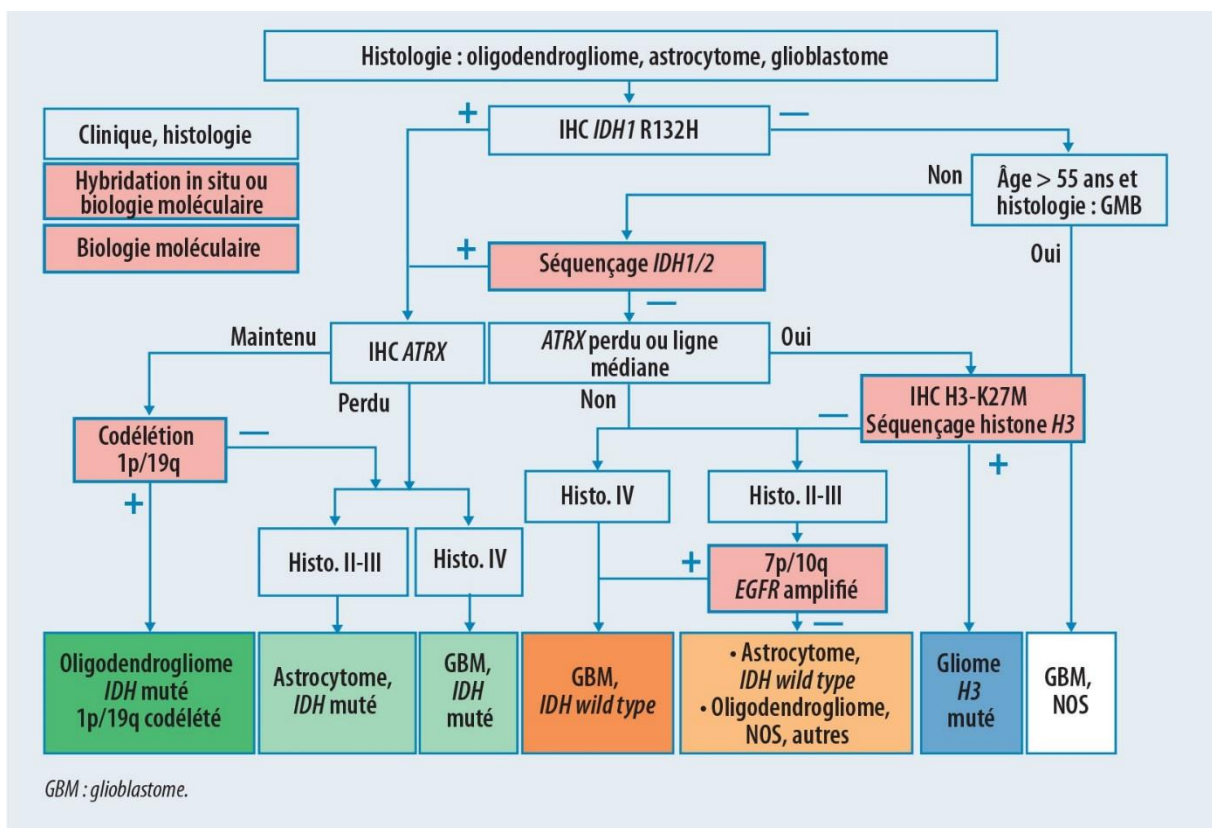 Histologie : oligodendrogliome, astrocytome, glioblastome
+
IHC IDH1 R132H
—
Clinique, histologie
Hybridation in situ ou
biologie moléculaire
Biologie moléculaire
Non
Âge > 55 ans et
histologie : GMB
Oui
+
Séquençage IDH1/2
—
Maintenu
IHC ATRX
Perdu
ATRX perdu ou ligne
médiane
Oui
Non
IHC H3-K27M
Séquençage histone H3
—
+
Codélétion
1p/19q
—
+
Histo. II-III
Histo. IV
Histo. IV
Histo. II-III
+
7p/10q
EGFR amplifié
—
Oligodendrogliome
IDH muté
1p/19q codélété
Astrocytome,
IDH muté
GBM,
IDH
muté
GBM,
IDH wild type
• Astrocytome,
IDH wild type
• Oligodendrogliome,
NOS, autres
Gliome
H3
muté
GBM,
NOS
GBM : glioblastome.